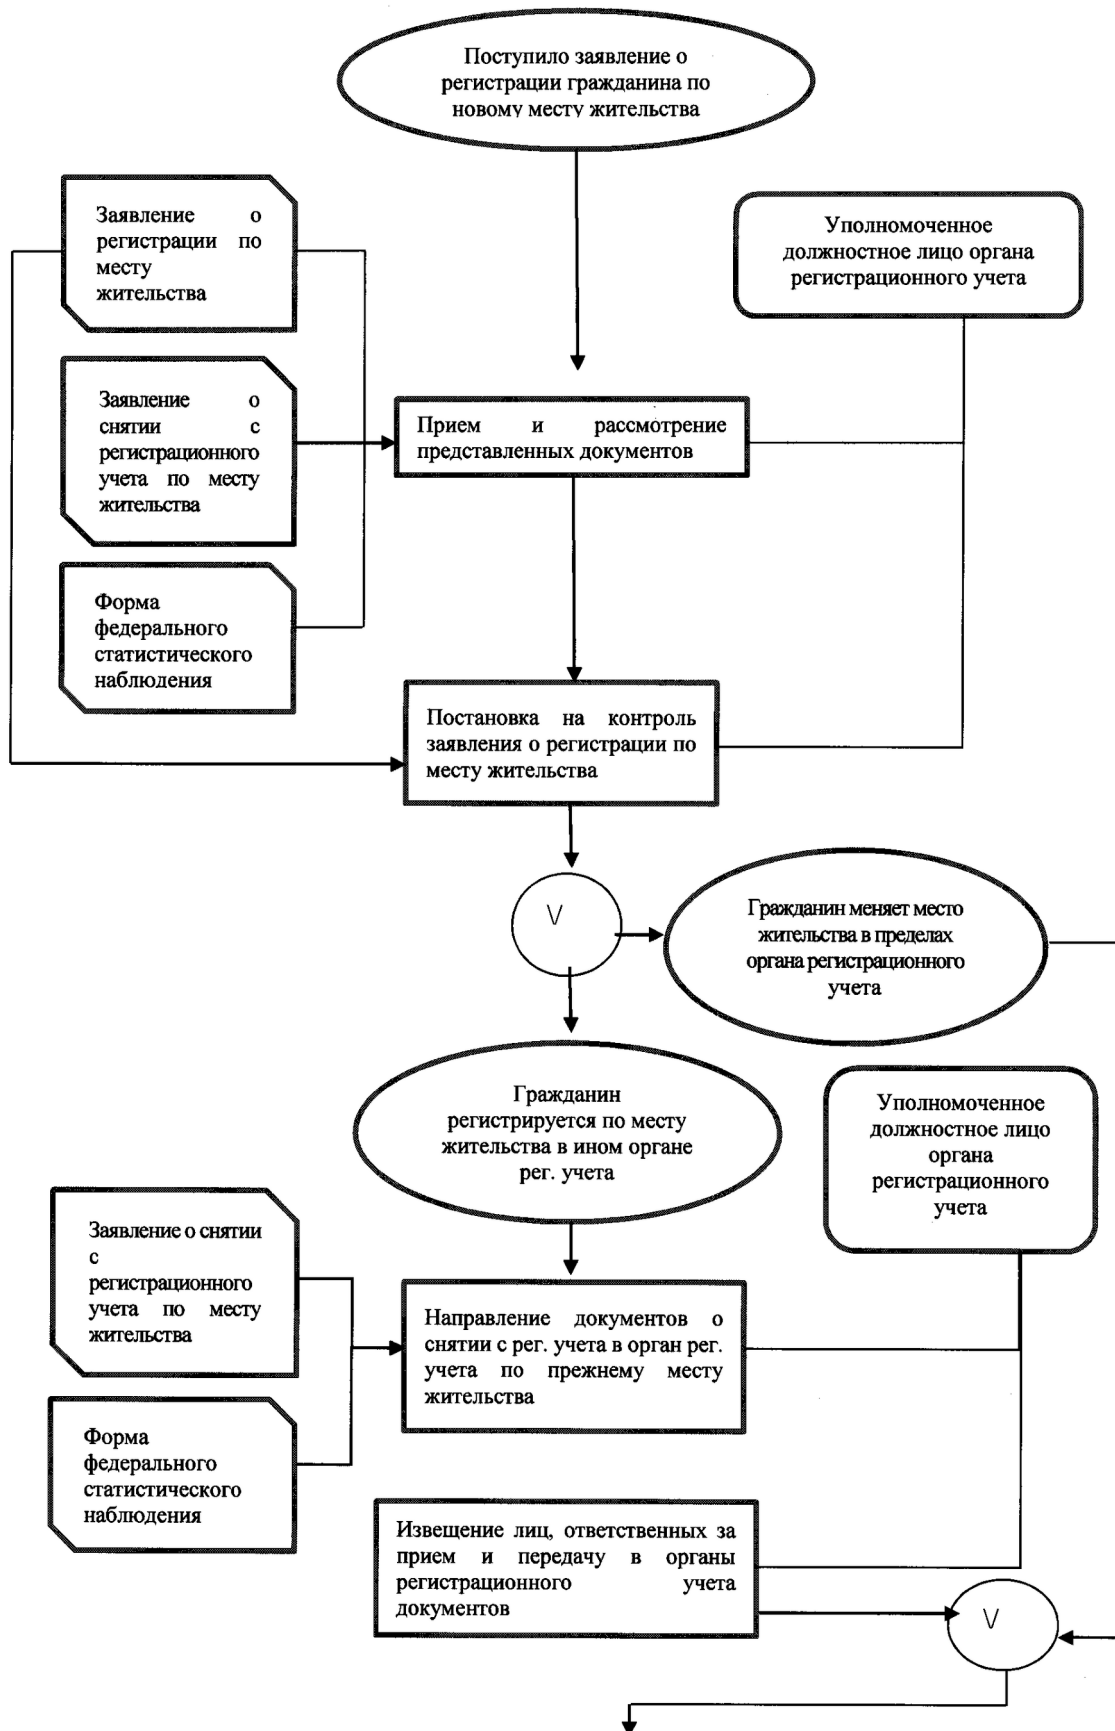 Поступило заявление о
регистрации гражданина по
новому месту жительства
Заявление о
регистрации по
месту
жительства
Уполномоченное
должностное лицо органа
регистрационного учета
Заявление о
снятии с
регистрационного
учета по месту
жительства
Прием и рассмотрение
представленных документов
Форма
федерального
статистического
наблюдения
Постановка на контроль
заявления о регистрации по
месту жительства
V
Гражданин меняет место
жительства в пределах
органа регистрационного
учета
Гражданин
регистрируется по месту
жительства в ином органе
рег. учета
Уполномоченное
должностное лицо
органа
регистрационного
учета
Заявление о снятии
с
регистрационного
учета по месту
жительства
Направление документов о
снятии с рег. учета в орган рег.
учета по прежнему месту
жительства
Форма
федерального
статистического
наблюдения
Извещение лиц, ответственных за
прием и передачу в органы
регистрационного учета
документов
V